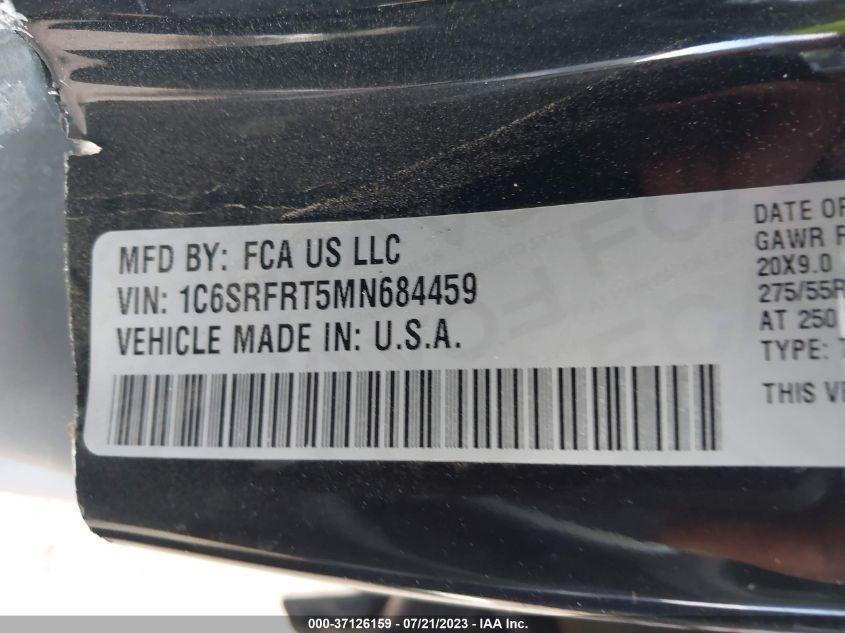 MFD BY: FCA US LLC
VIN: 1C6SRFRT5MN684459
VEHICLE MADE IN: U.S.A.
DATE OF
GAWR F
20X9.0
275/55R
AT 250
TYPE: T
THIS VE
000-37126159 — 07/21/2023 - IAA Inc.